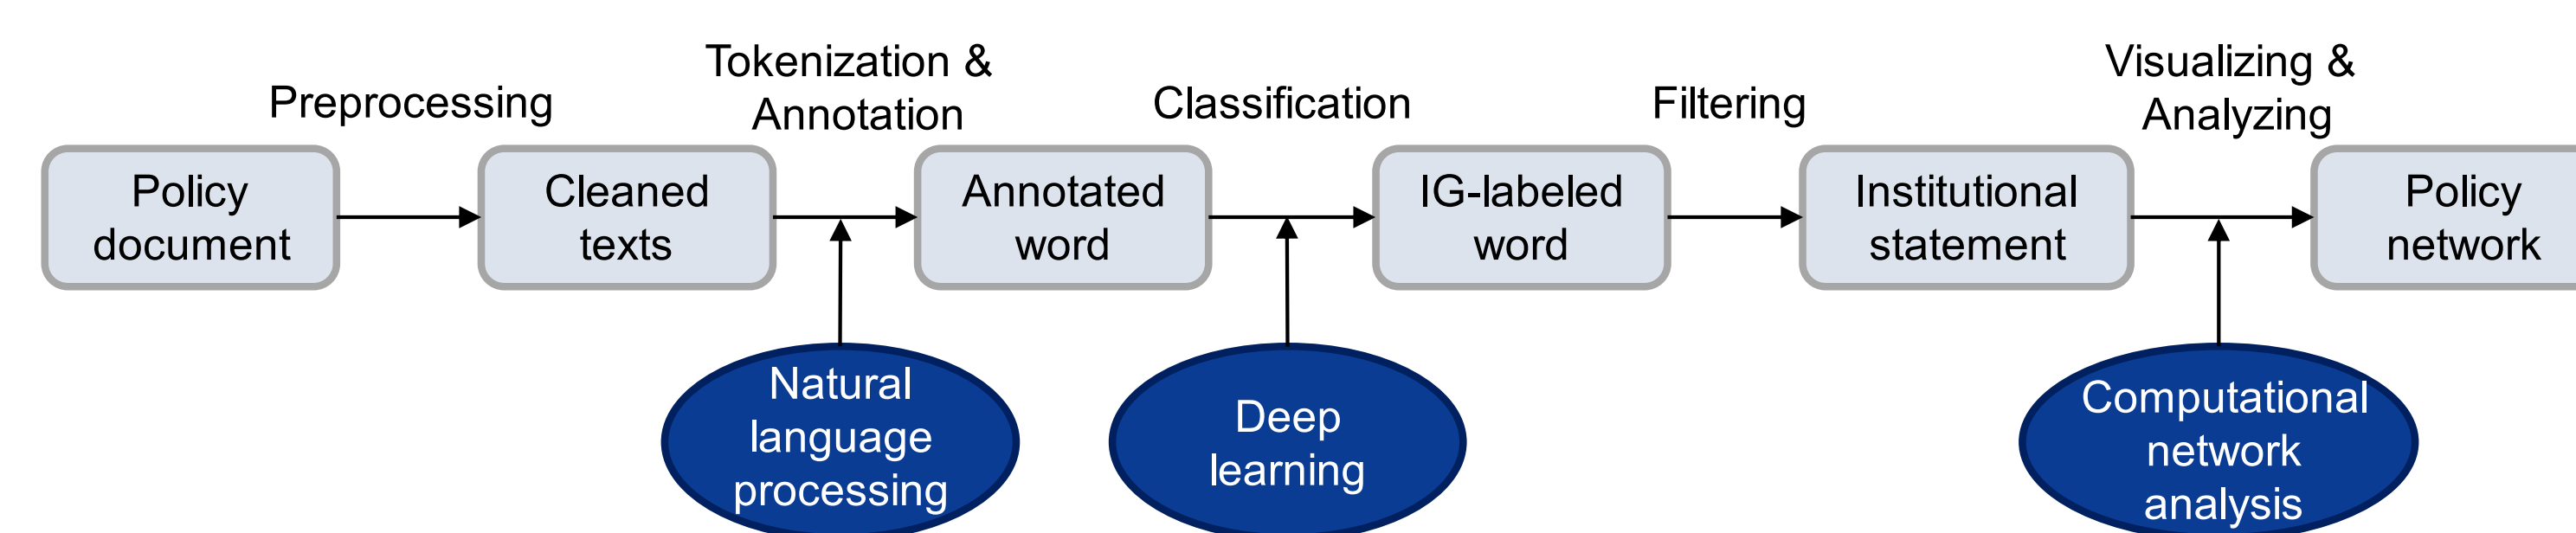 Preprocessing
Tokenization &
Annotation
Classification
Filtering
Visualizing &
Analyzing
Policy
document
Cleaned
texts
Annotated
word
IG-labeled
word
Institutional
statement
Policy
network
Natural
language
processing
Deep
learning
Computational
network
analysis